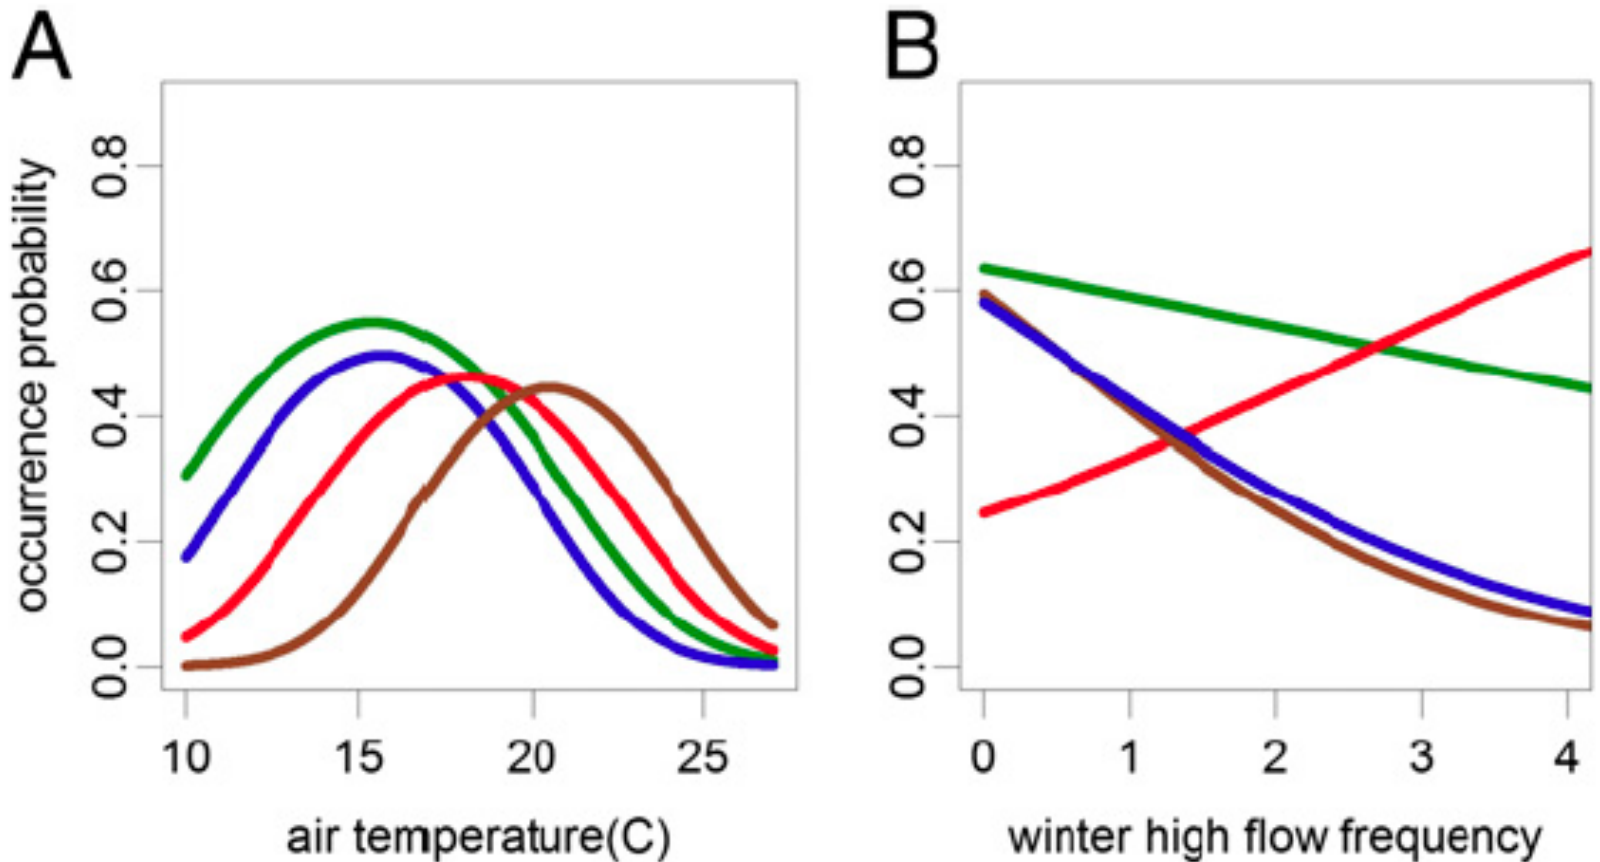 A
B
occurrence probability
0.0
0.2
0.4
0.6
0.8
10 15 20 25
air temperature(C)
0.0
0.2
0.4
0.6
0.8
0 1 2 3 4
winter high flow frequency